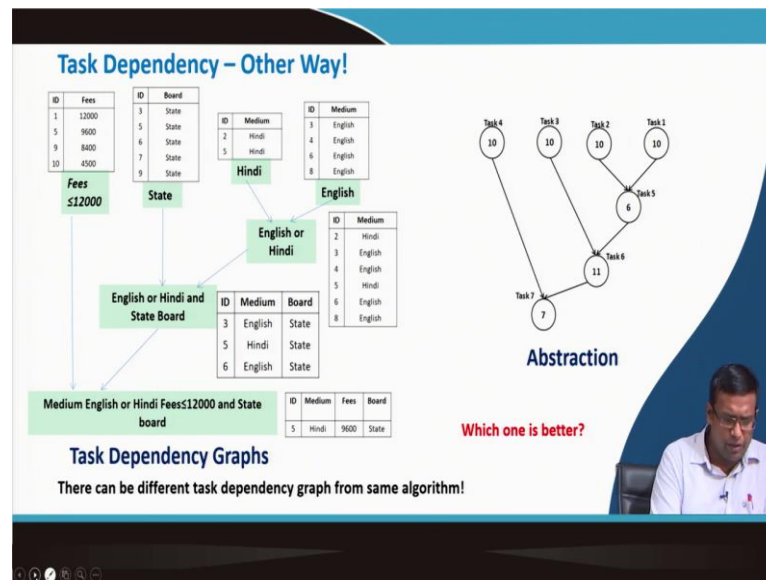 Task Dependency – Other Way!
ID Fees
1 12000
5 9600
9 8400
10 4500
Fees
≤12000
ID Board
3 State
5 State
6 State
7 State
9 State
State
ID Medium
2 Hindi
5 Hindi
Hindi
ID Medium
3 English
4 English
6 English
8 English
English
English or
Hindi
ID Medium
2 Hindi
3 English
4 English
5 Hindi
6 English
8 English
English or Hindi and
State Board
ID Medium Board
3 English State
5 Hindi State
6 English State
Medium English or Hindi Fees≤12000 and State
board
ID Medium Fees Board
5 Hindi 9600 State
Task Dependency Graphs
There can be different task dependency graph from same algorithm!
Task 4
10
Task 3
10
Task 2
10
Task 1
10
Task 5
6
Task 6
11
Task 7
7
Abstraction
Which one is better?